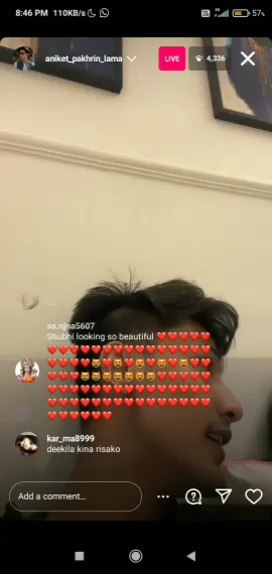 8:46 PM 110KB/s
57%
aniket_pakhrin_lama
LIVE
4,336
sa.njna5607
Shubhi looking so beautiful ❤️❤️❤️❤️❤️
kar_ma8999
deekila kina risako
Add a comment...